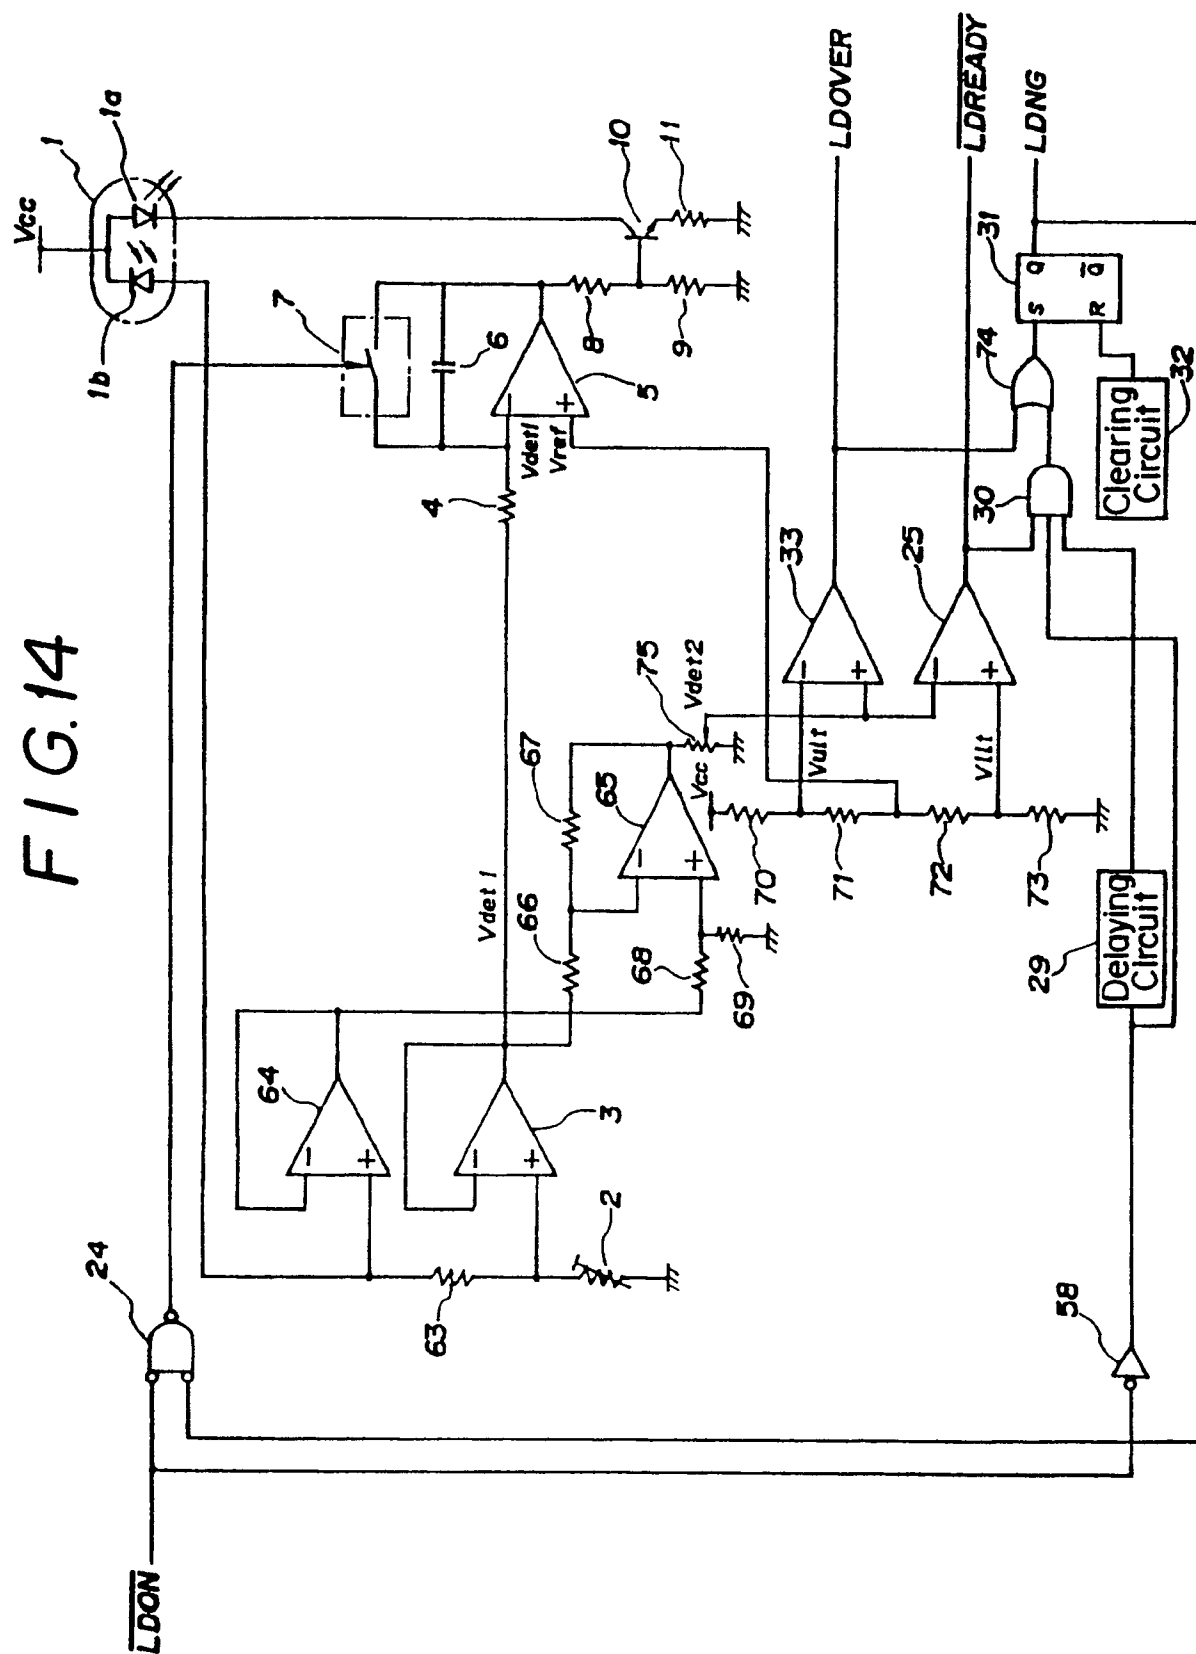 FIG.14
Vcc
1
1a
1b
7
6
5
8
9
10
11
Vdet1
Vref
4
24
LDON
64
3
2
63
Vdet1
66
67
65
68
69
75
Vdet2
Vcc
70
71
72
73
Vult
Vllt
33
25
LDOVER
LDREADY
LDNG
30
74
31
S
Q
R
Q
Clearing
Circuit
32
29
Delaying
Circuit
58